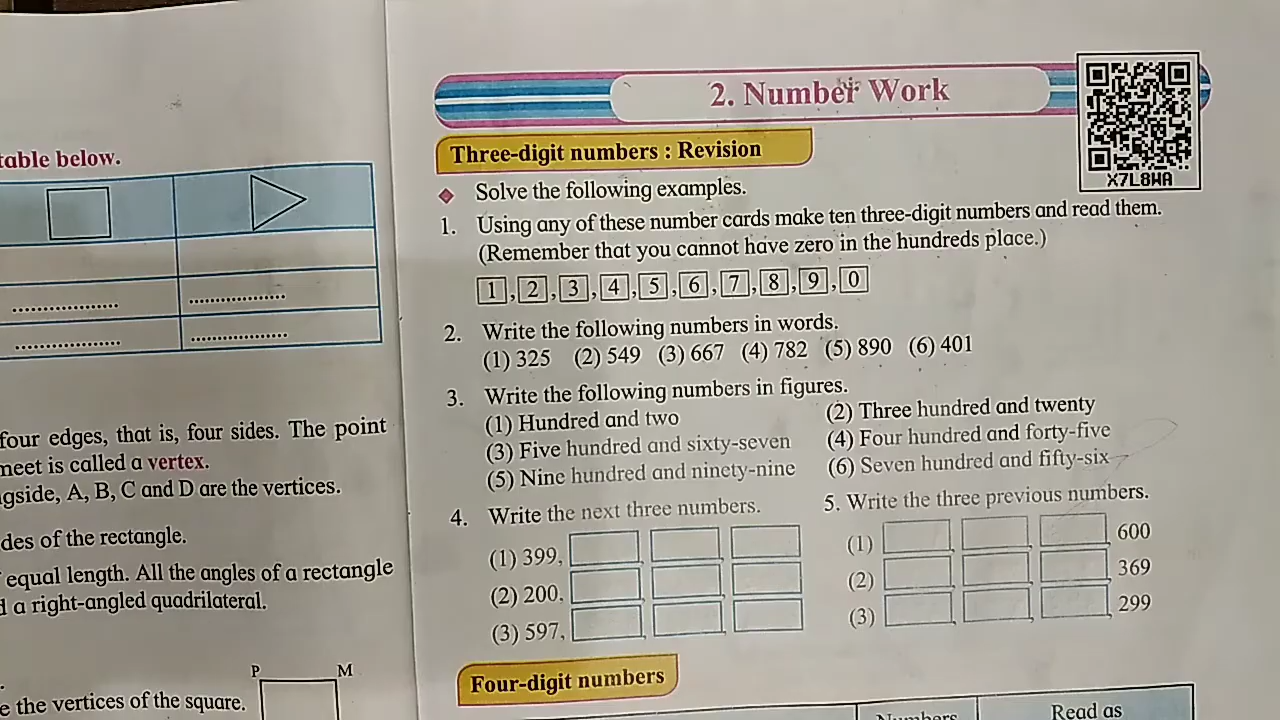 table below.
...................
...................
...................
...................
four edges, that is, four sides. The point
meet is called a vertex.
gside, A, B, C and D are the vertices.
des of the rectangle.
equal length. All the angles of a rectangle
a right-angled quadrilateral.
P M
the vertices of the square.
2. Number Work
X7L8WA
Three-digit numbers : Revision
Solve the following examples.
1. Using any of these number cards make ten three-digit numbers and read them.
(Remember that you cannot have zero in the hundreds place.)
1 , 2 , 3 , 4 , 5 , 6 , 7 , 8 , 9 , 0
2. Write the following numbers in words.
(1) 325 (2) 549 (3) 667 (4) 782 (5) 890 (6) 401
3. Write the following numbers in figures.
(1) Hundred and two (2) Three hundred and twenty
(3) Five hundred and sixty-seven (4) Four hundred and forty-five
(5) Nine hundred and ninety-nine (6) Seven hundred and fifty-six
4. Write the next three numbers.
(1) 399,
(2) 200,
(3) 597,
5. Write the three previous numbers.
(1) 600
(2) 369
(3) 299
Four-digit numbers
Numbers Read as